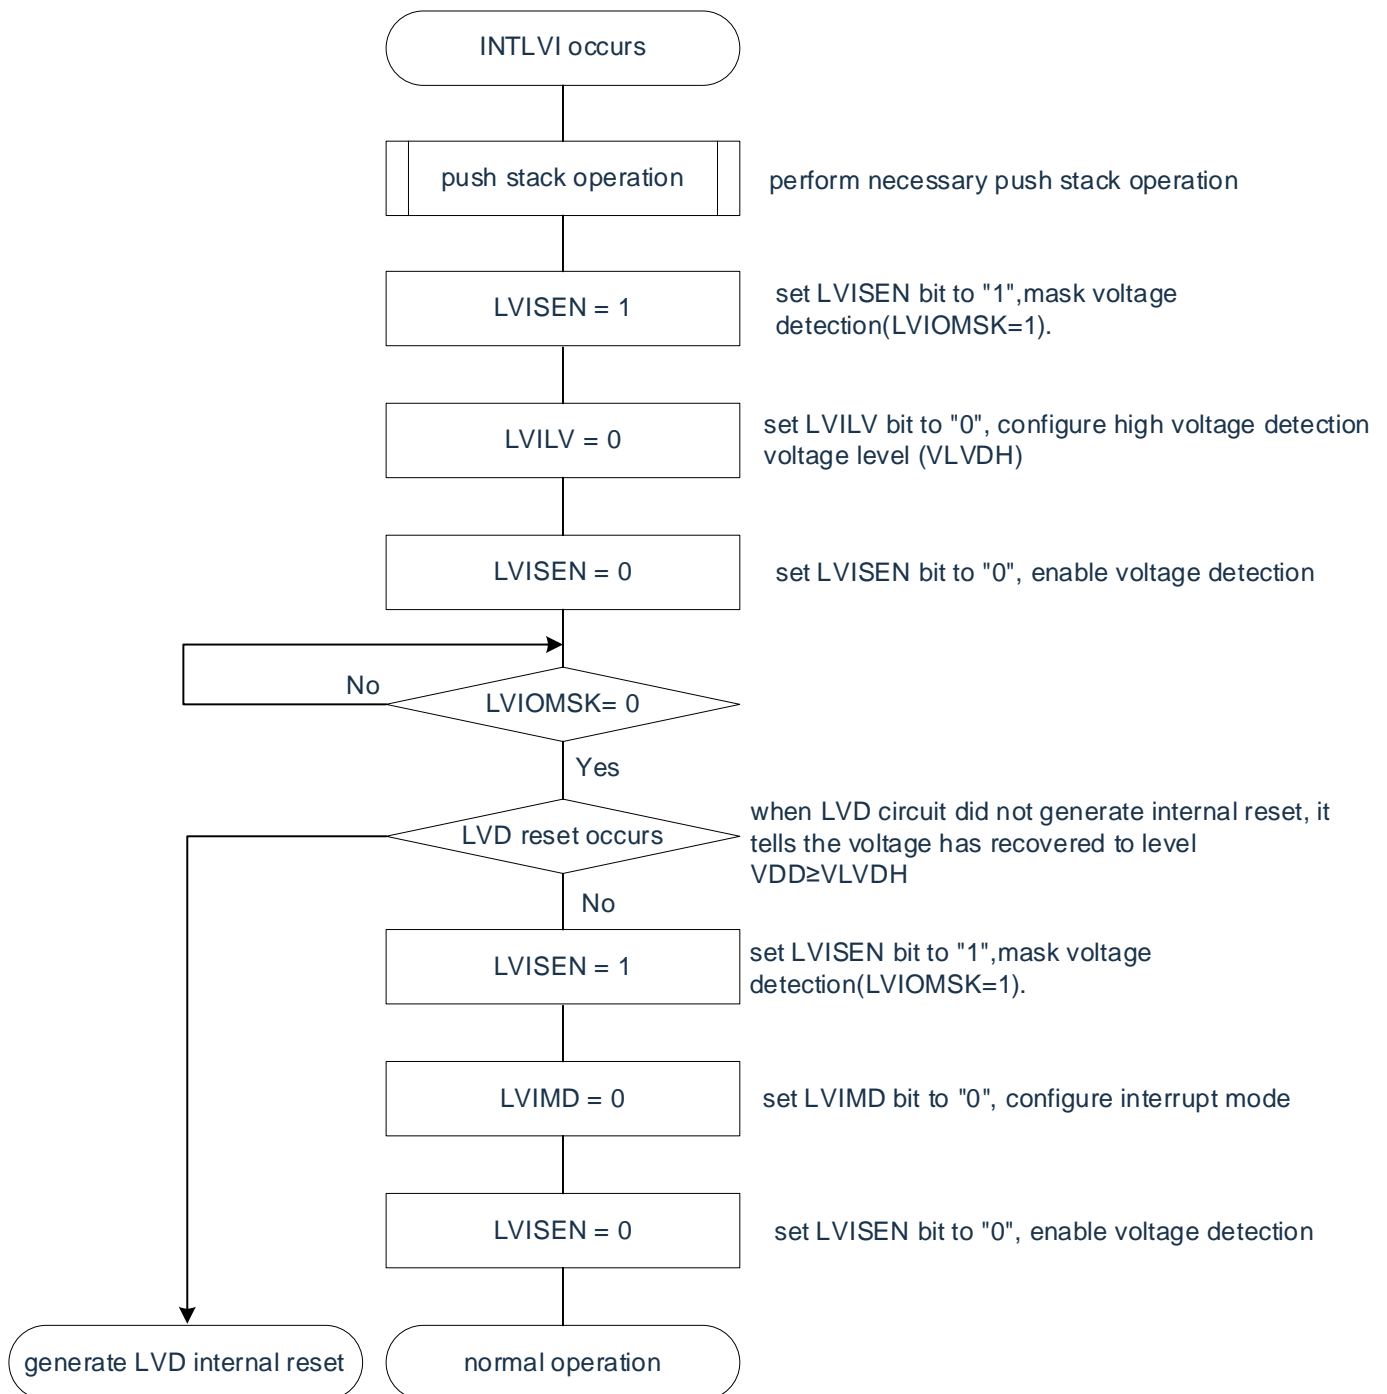 INTLVI occurs
push stack operation
perform necessary push stack operation
LVISEN = 1
set LVISEN bit to "1",mask voltage
detection(LVIOMSK=1).
LVILV = 0
set LVILV bit to "0", configure high voltage detection
voltage level (VLVDH)
LVISEN = 0
set LVISEN bit to "0", enable voltage detection
No
LVIOMSK= 0
Yes
LVD reset occurs
when LVD circuit did not generate internal reset, it
tells the voltage has recovered to level
VDD≥VLVDH
No
LVISEN = 1
set LVISEN bit to "1",mask voltage
detection(LVIOMSK=1).
LVIMD = 0
set LVIMD bit to "0", configure interrupt mode
LVISEN = 0
set LVISEN bit to "0", enable voltage detection
generate LVD internal reset
normal operation